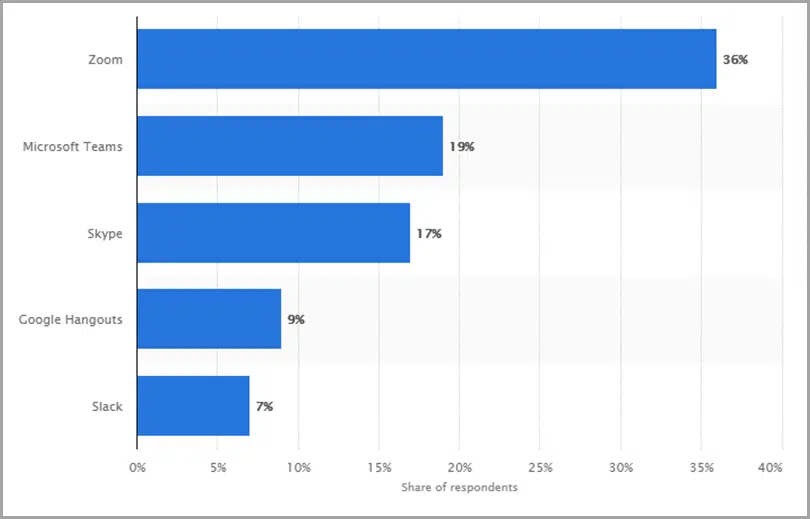 Zoom 36%
Microsoft Teams 19%
Skype 17%
Google Hangouts 9%
Slack 7%
0% 5% 10% 15% 20% 25% 30% 35% 40%
Share of respondents